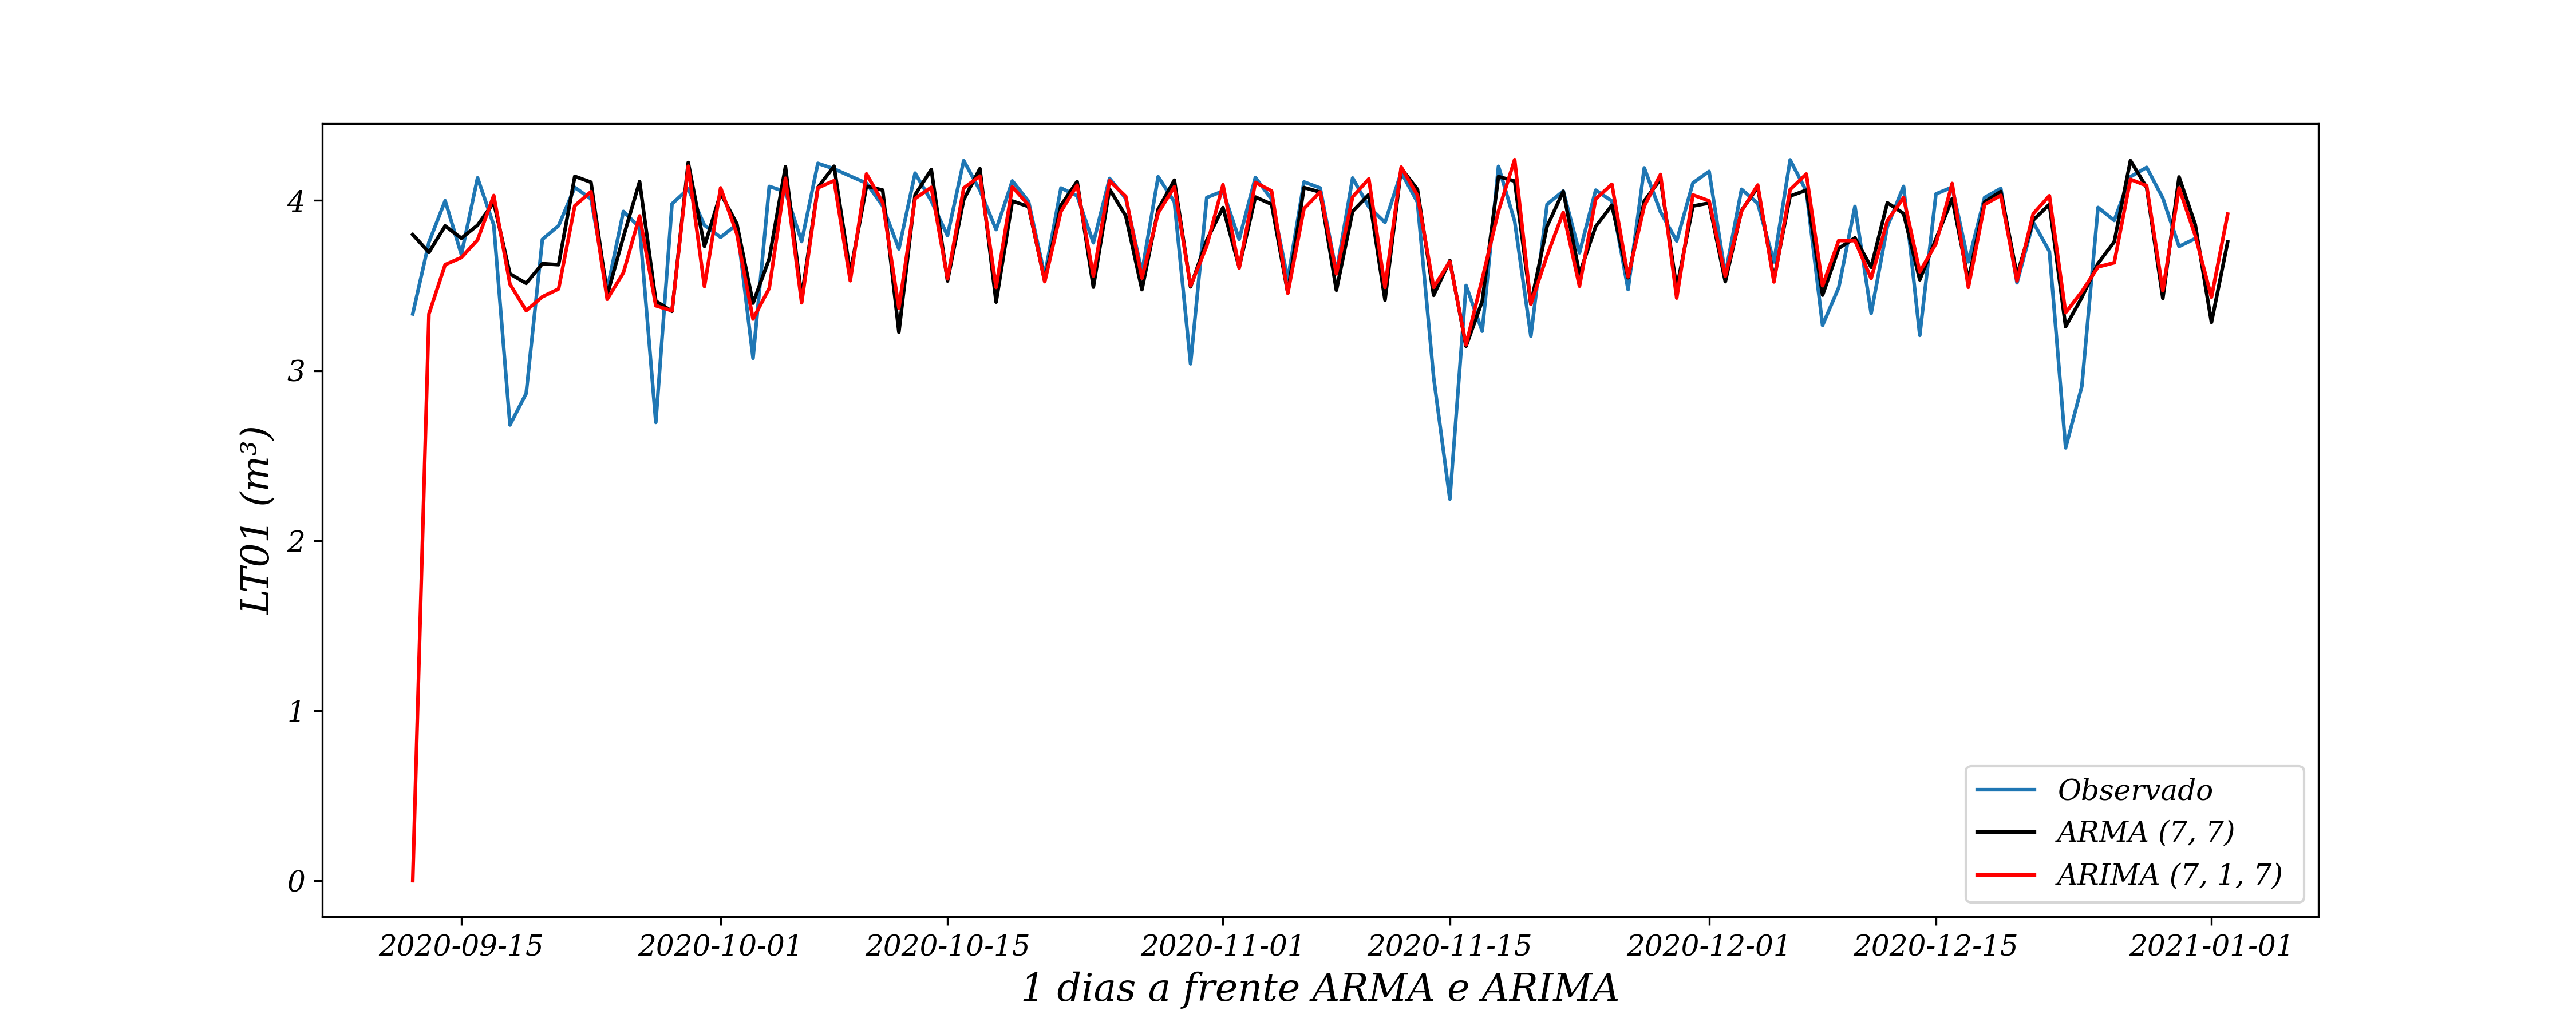 4
3
2
1
0
LT01 (m³)
2020-09-15 2020-10-01 2020-10-15 2020-11-01 2020-11-15 2020-12-01 2020-12-15 2021-01-01
1 dias a frente ARMA e ARIMA
Observado
ARMA (7, 7)
ARIMA (7, 1, 7)